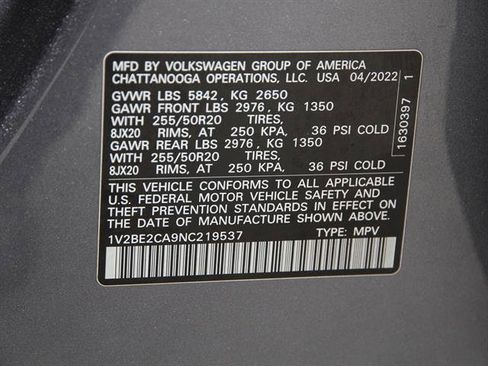 MFD BY VOLKSWAGEN GROUP OF AMERICA
CHATTANOOGA OPERATIONS, LLC. USA 04/2022
GVWR LBS 5842, KG 2650
GAWR FRONT LBS 2976, KG 1350
WITH 255/50R20 TIRES,
8JX20 RIMS, AT 250 KPA, 36 PSI COLD
GAWR REAR LBS 2976, KG 1350
WITH 255/50R20 TIRES,
8JX20 RIMS, AT 250 KPA, 36 PSI COLD
THIS VEHICLE CONFORMS TO ALL APPLICABLE
U.S. FEDERAL MOTOR VEHICLE SAFETY AND
THEFT PREVENTION STANDARDS IN EFFECT ON
THE DATE OF MANUFACTURE SHOWN ABOVE.
1V2BE2CA9NC219537 TYPE: MPV
1630397 1